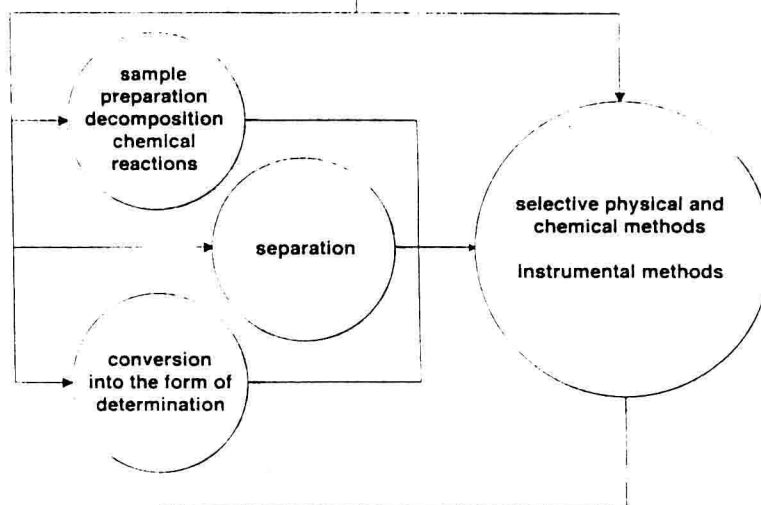 sample
preparation
decomposition
chemical
reactions
separation
conversion
into the form of
determination
selective physical and
chemical methods
instrumental methods